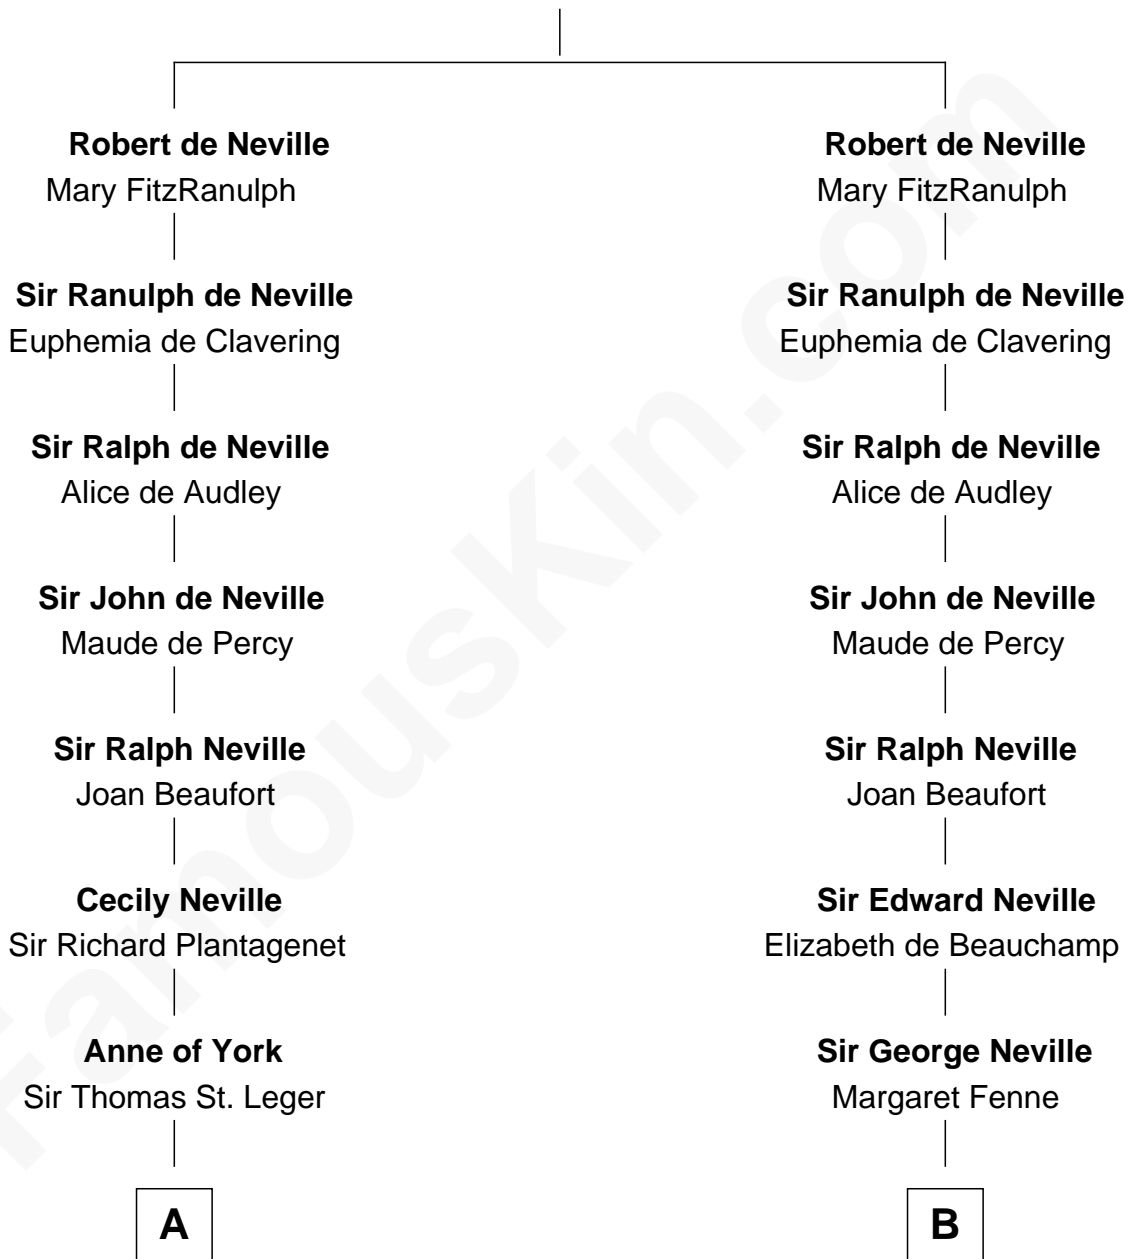 Robert de Neville
Mary FitzRanulph
Sir Ranulph de Neville
Euphemia de Clavering
Sir Ralph de Neville
Alice de Audley
Sir John de Neville
Maude de Percy
Sir Ralph Neville
Joan Beaufort
Cecily Neville
Sir Richard Plantagenet
Anne of York
Sir Thomas St. Leger
A
Robert de Neville
Mary FitzRanulph
Sir Ranulph de Neville
Euphemia de Clavering
Sir Ralph de Neville
Alice de Audley
Sir John de Neville
Maude de Percy
Sir Ralph Neville
Joan Beaufort
Sir Edward Neville
Elizabeth de Beauchamp
Sir George Neville
Margaret Fenne
B
FamousKin.com